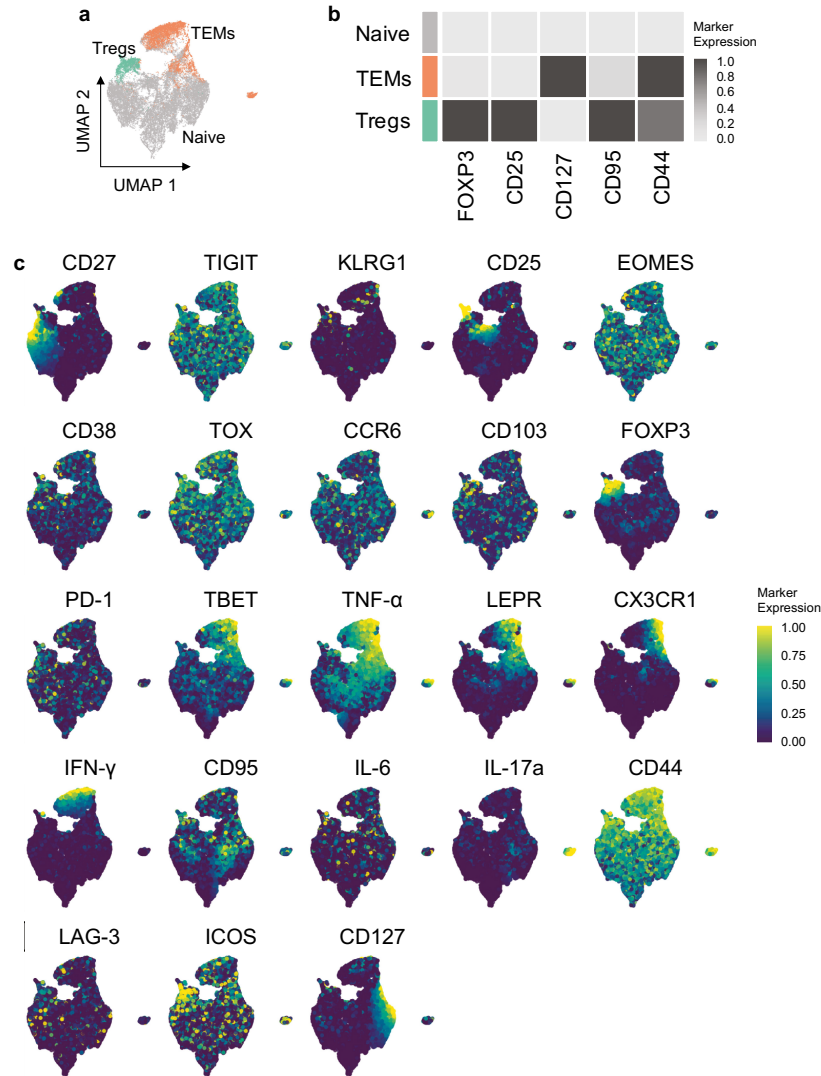 a
TEMs
Tregs
Naive
UMAP 2
UMAP 1
b
Naive
TEMs
Tregs
FOXP3
CD25
CD127
CD95
CD44
Marker
Expression
1.0
0.8
0.6
0.4
0.2
0.0
c
CD27 TIGIT KLRG1 CD25 EOMES
CD38 TOX CCR6 CD103 FOXP3
PD-1 TBET TNF-α LEPR CX3CR1
Marker
Expression
1.00
0.75
0.50
0.25
0.00
IFN-γ CD95 IL-6 IL-17a CD44
LAG-3 ICOS CD127